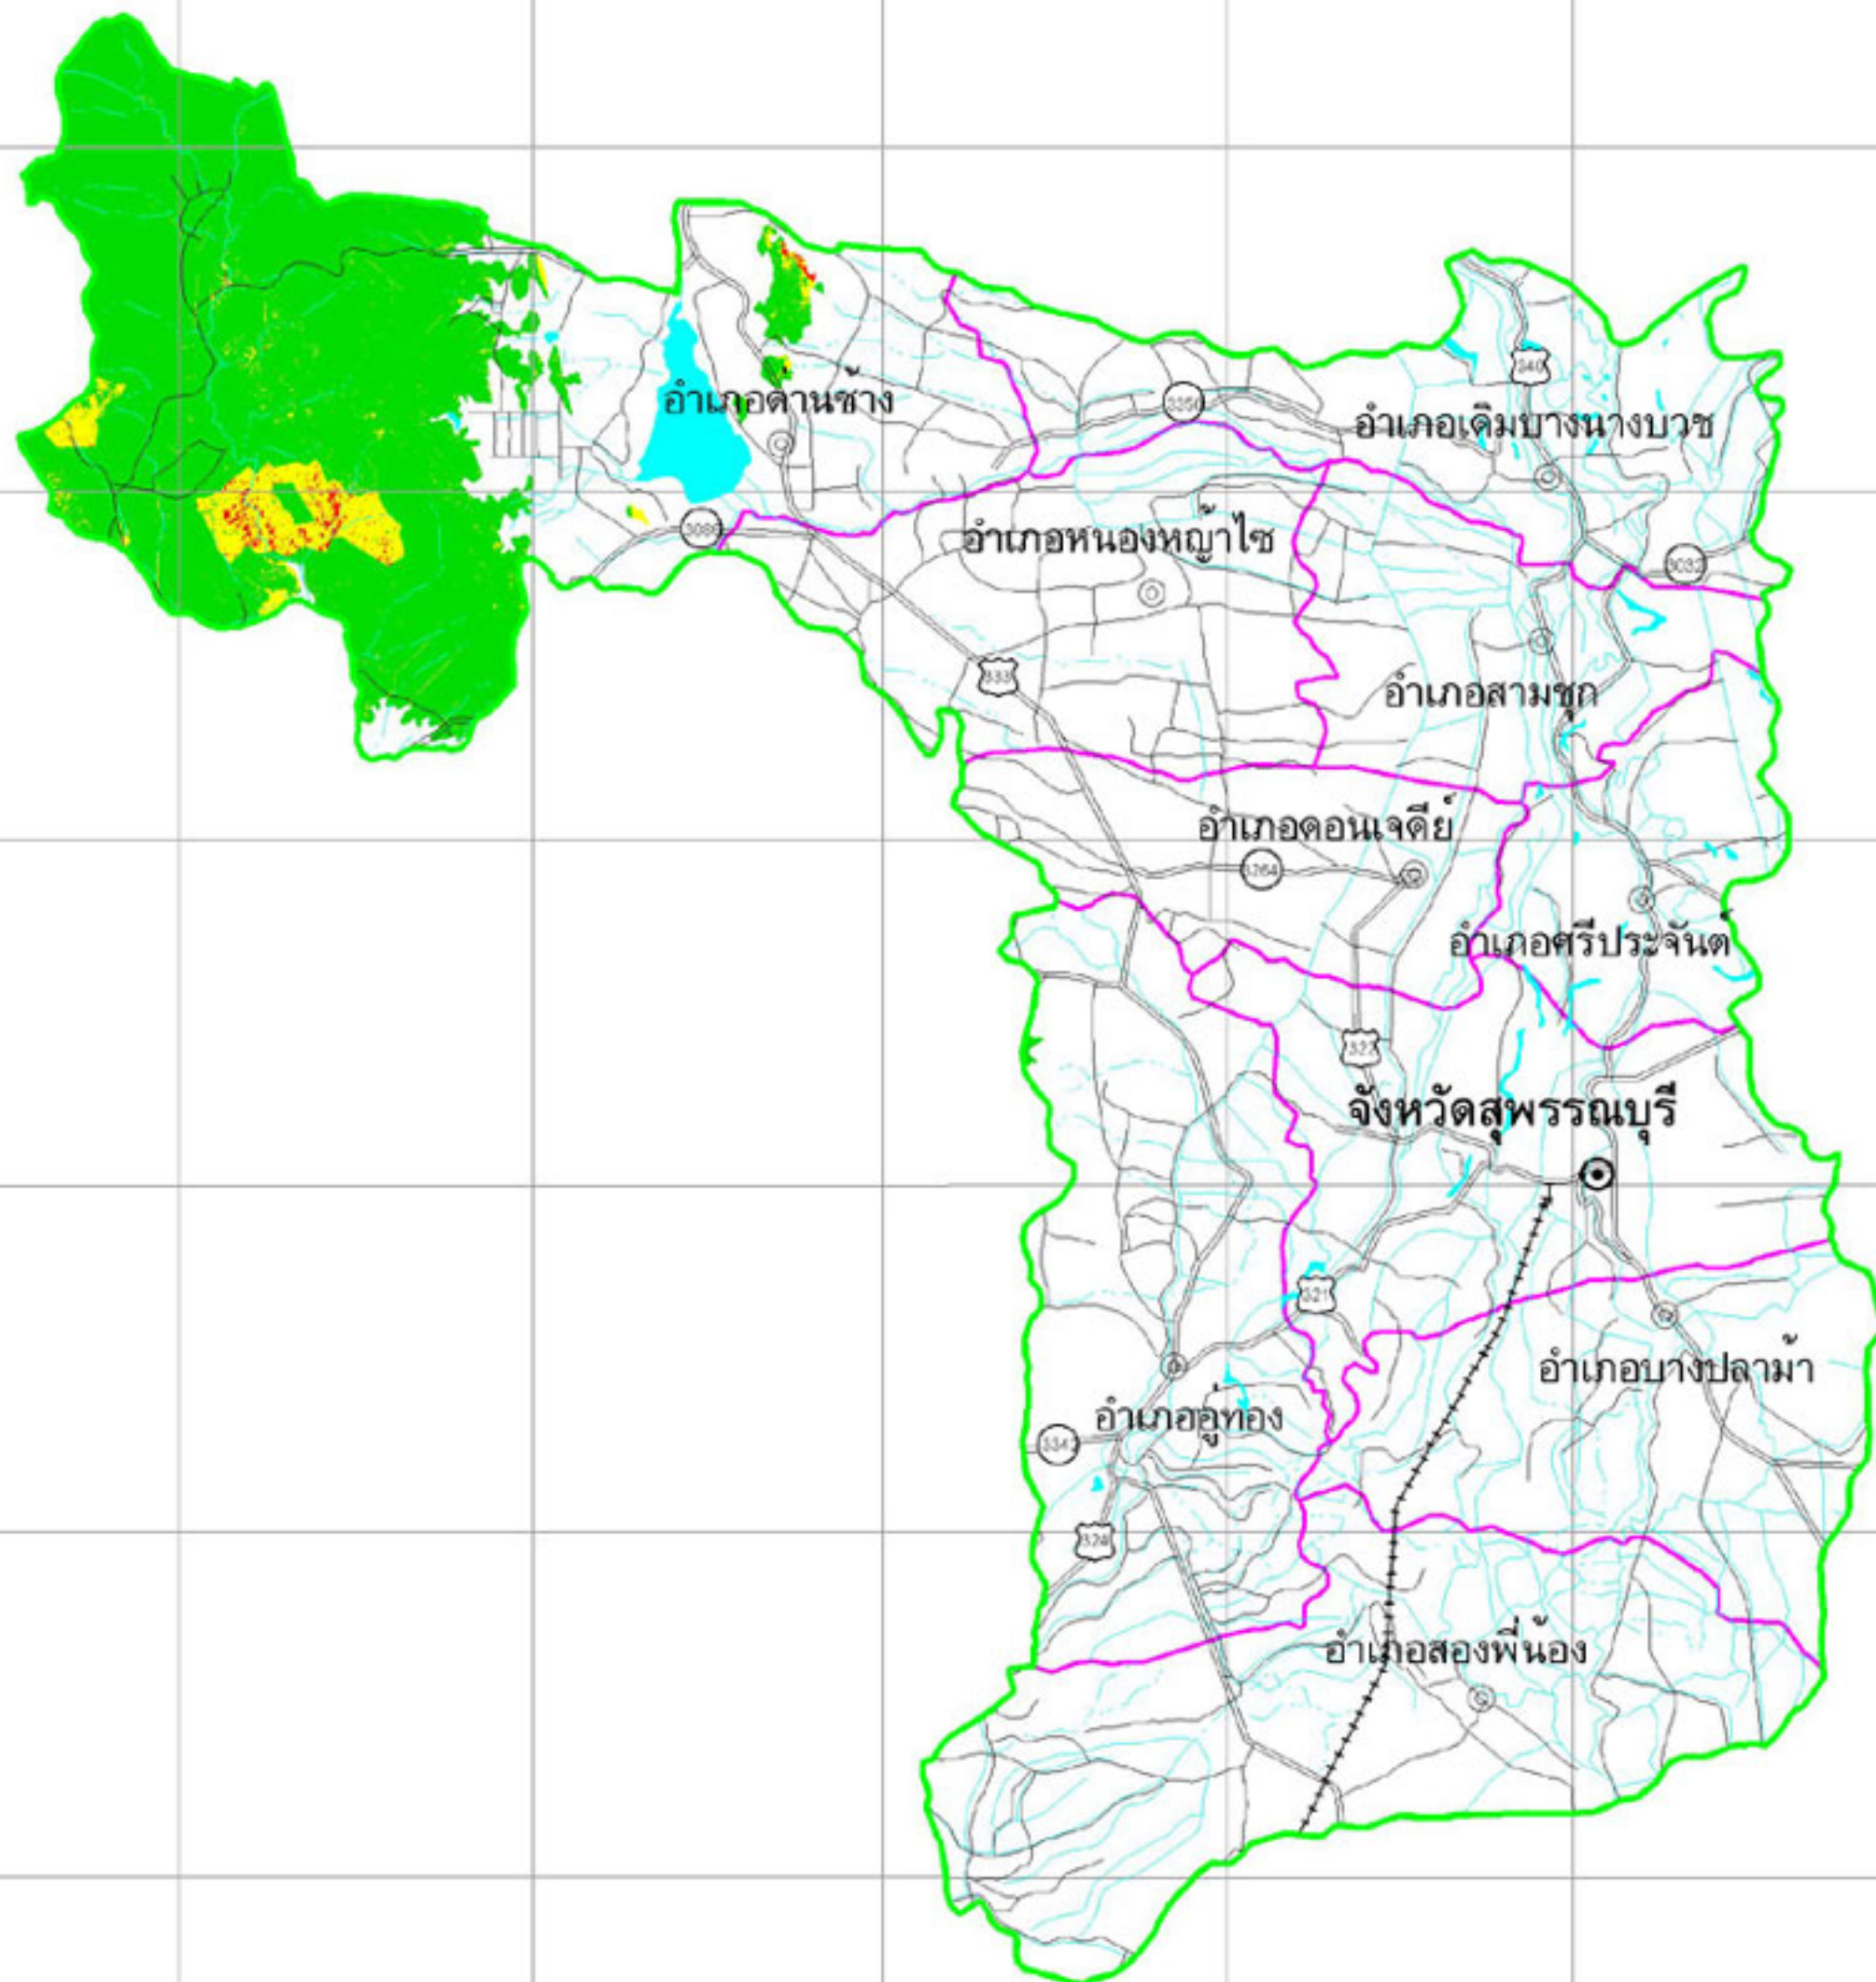 340
อำเภอด่านช้าง
3350
อำเภอเดิมบางนางบวช
3086
อำเภอหนองหญ้าไซ
3032
333
อำเภอสามชุก
อำเภอดอนเจดีย์
3264
อำเภอศรีประจันต์
322
จังหวัดสุพรรณบุรี
321
อำเภอบางปลาม้า
อำเภออู่ทอง
3342
324
อำเภอสองพี่น้อง